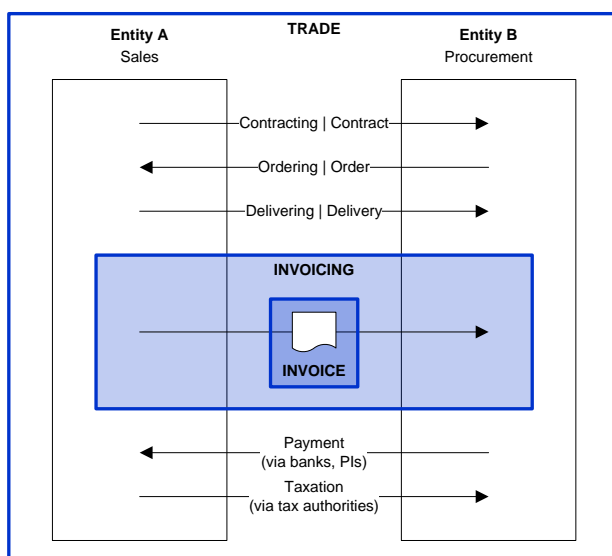 TRADE
Entity A
Sales
Entity B
Procurement
Contracting | Contract
Ordering | Order
Delivering | Delivery
INVOICING
INVOICE
Payment
(via banks, PIs)
Taxation
(via tax authorities)